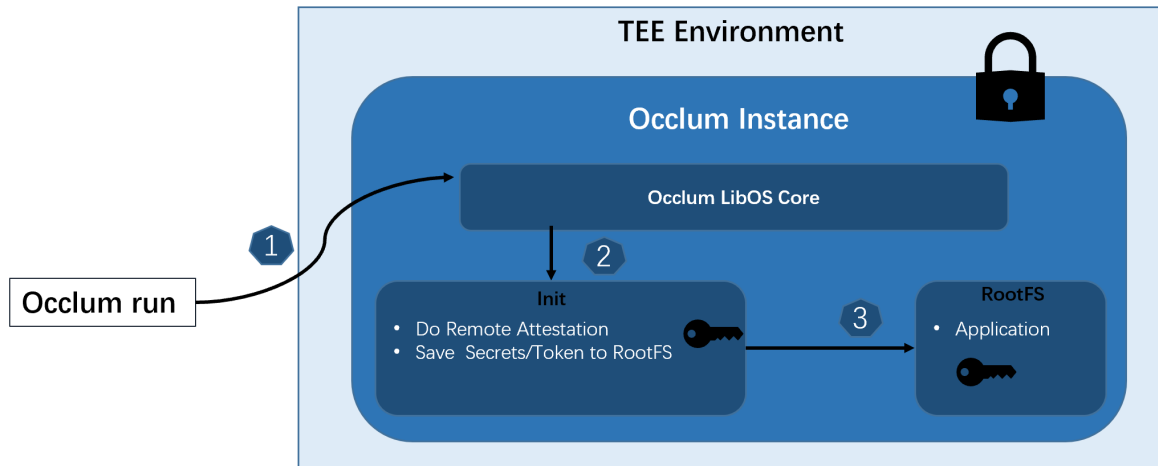 TEE Environment
Occlum Instance
Occlum LibOS Core
1
2
Occlum run
Init
• Do Remote Attestation
• Save Secrets/Token to RootFS
3
RootFS
• Application